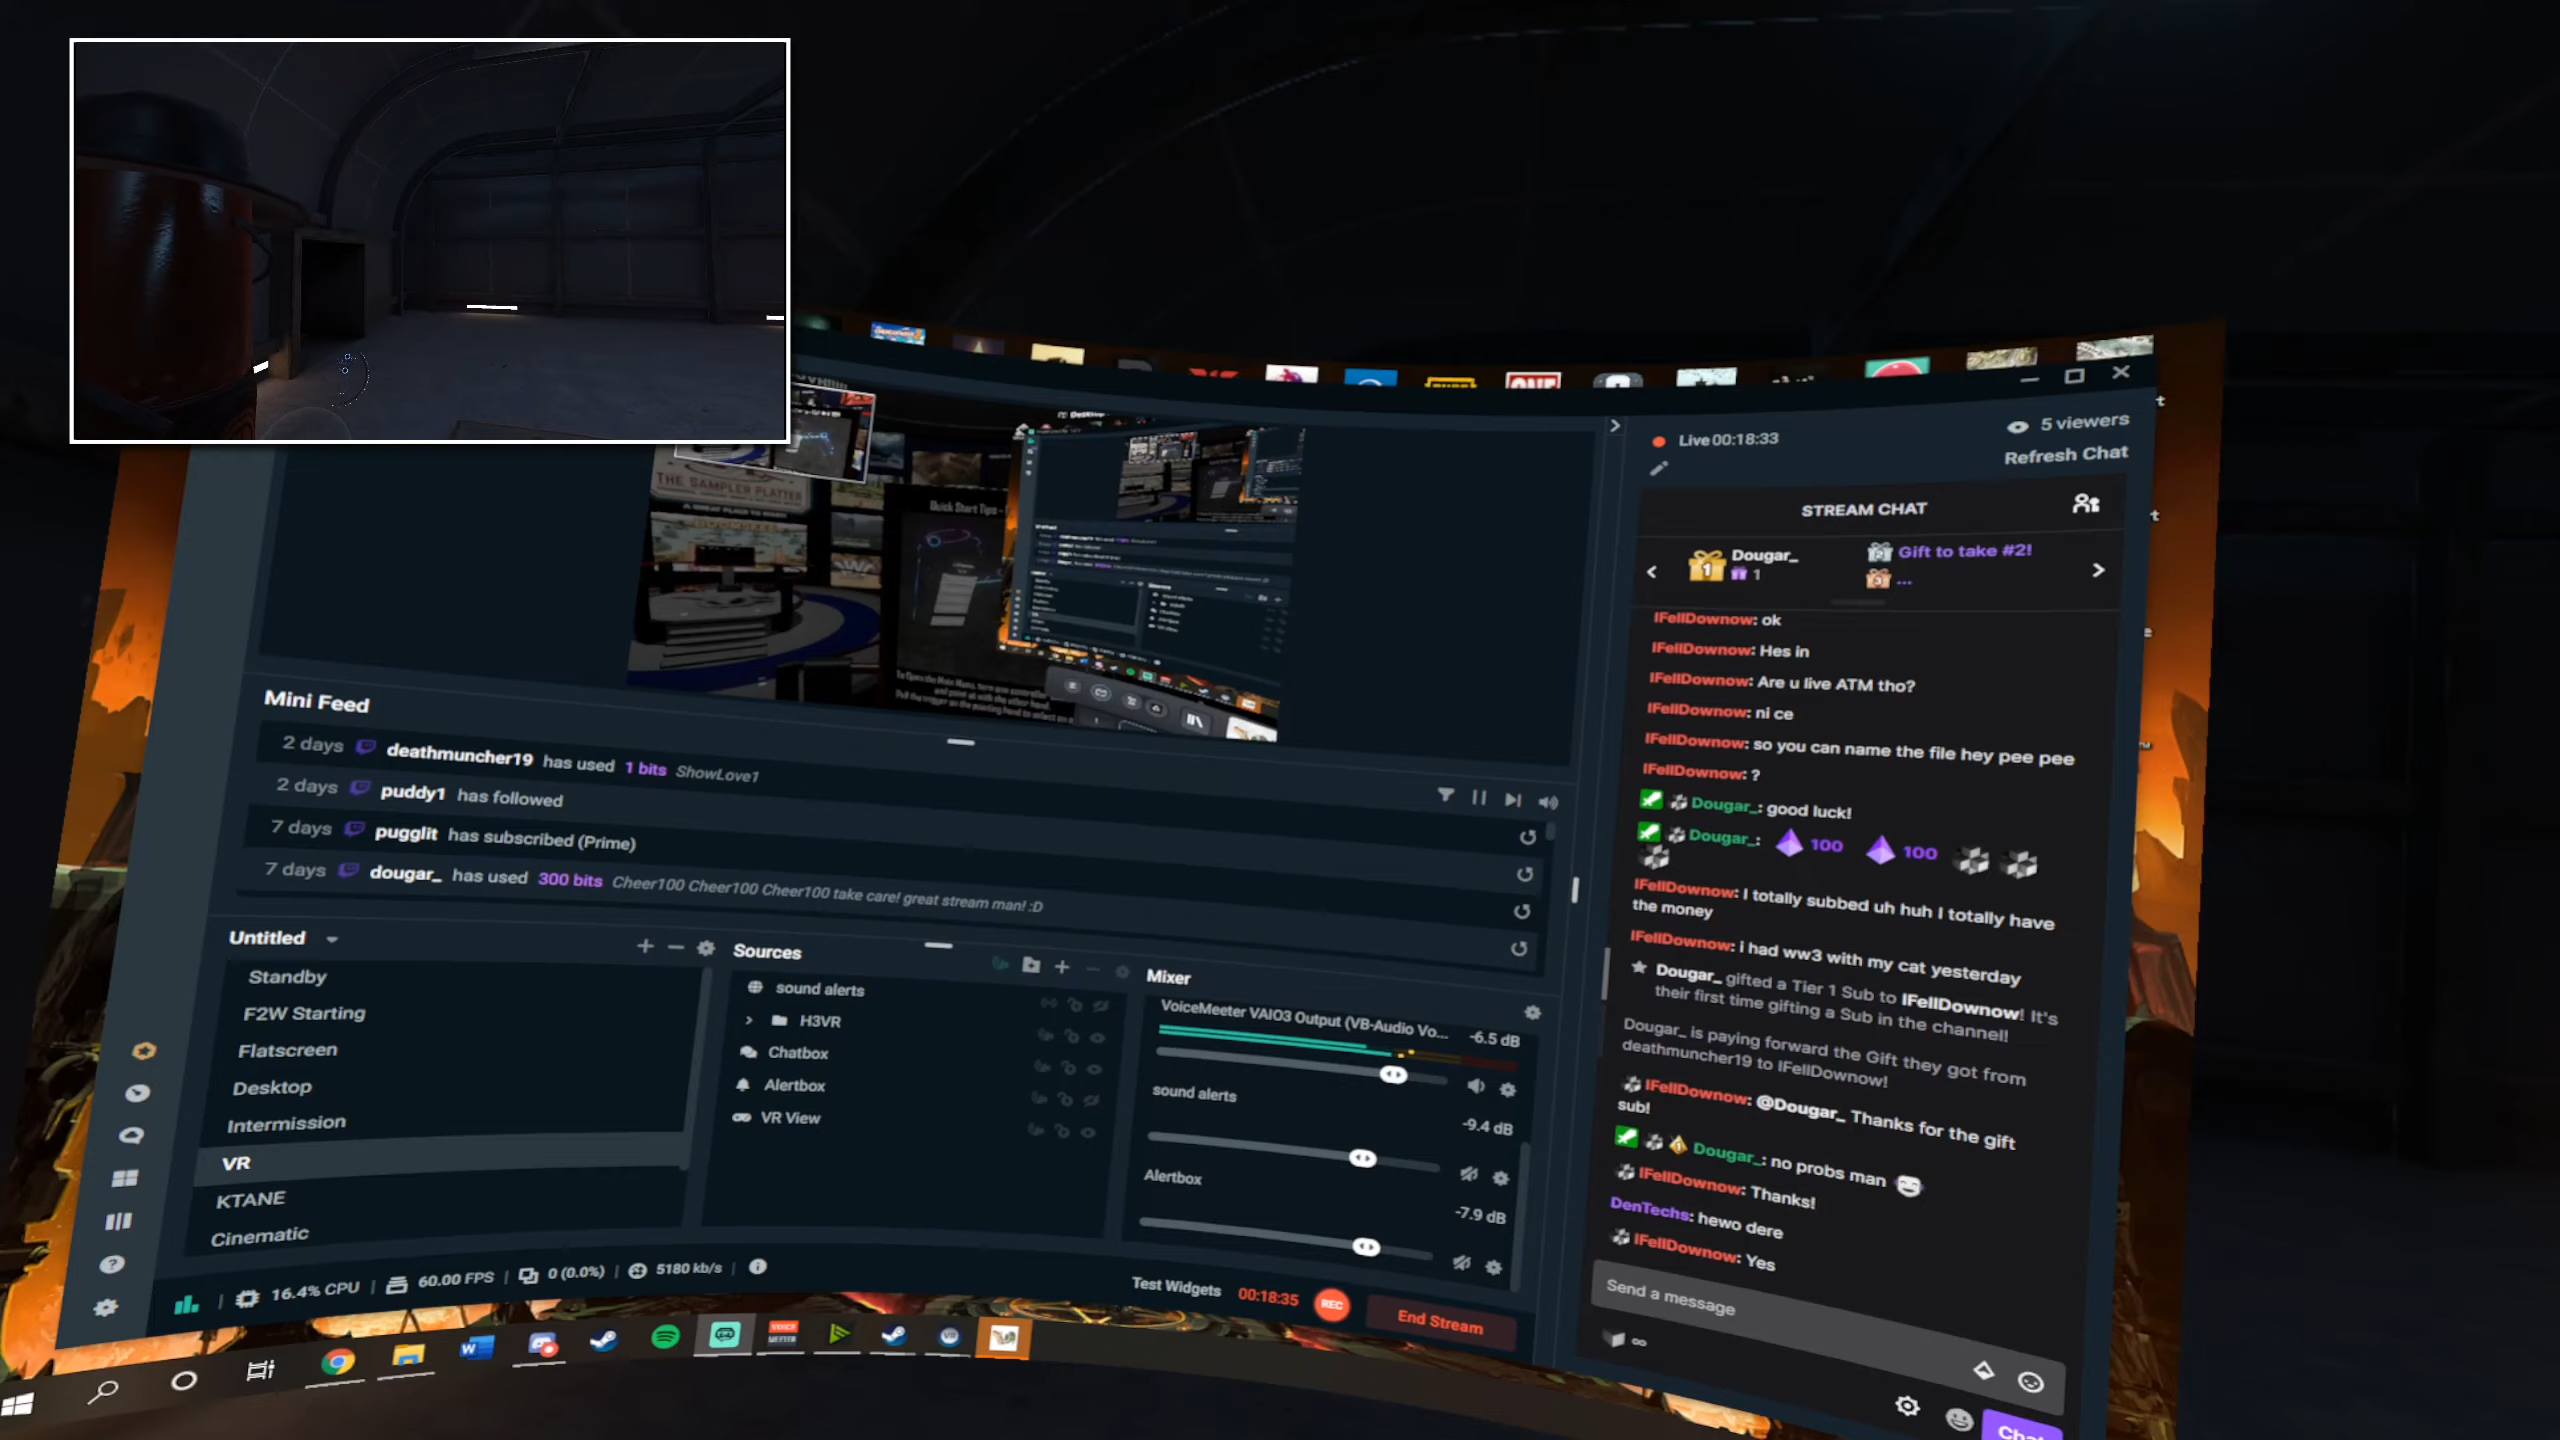 THE SAMPLER PLATTER
Quick Start Tips -
Live 00:18:33
5 viewers
Refresh Chat
STREAM CHAT
Dougar_
1
Gift to take #2!
...
IFellDownow: ok
IFellDownow: Hes in
IFellDownow: Are u live ATM tho?
IFellDownow: ni ce
IFellDownow: so you can name the file hey pee pee
IFellDownow: ?
Dougar_: good luck!
Dougar_: 100 100
IFellDownow: I totally subbed uh huh I totally have
the money
IFellDownow: i had ww3 with my cat yesterday
Dougar_ gifted a Tier 1 Sub to IFellDownow! It's
their first time gifting a Sub in the channel!
Dougar_ is paying forward the Gift they got from
deathmuncher19 to IFellDownow!
IFellDownow: @Dougar_ Thanks for the gift
sub!
Dougar_: no probs man
IFellDownow: Thanks!
DenTechs: hewo dere
IFellDownow: Yes
Send a message
∞
Mini Feed
2 days deathmuncher19 has used 1 bits ShowLove1
2 days puddy1 has followed
7 days pugglit has subscribed (Prime)
7 days dougar_ has used 300 bits Cheer100 Cheer100 Cheer100 take care! great stream man! :D
Untitled
Standby
F2W Starting
Flatscreen
Desktop
Intermission
VR
KTANE
Cinematic
Sources
sound alerts
H3VR
Chatbox
Alertbox
VR View
Mixer
VoiceMeeter VAIO3 Output (VB-Audio Vo... -6.5 dB
sound alerts
-9.4 dB
Alertbox
-7.9 dB
16.4% CPU 60.00 FPS 0 (0.0%) 5180 kb/s
Test Widgets 00:18:35 REC End Stream